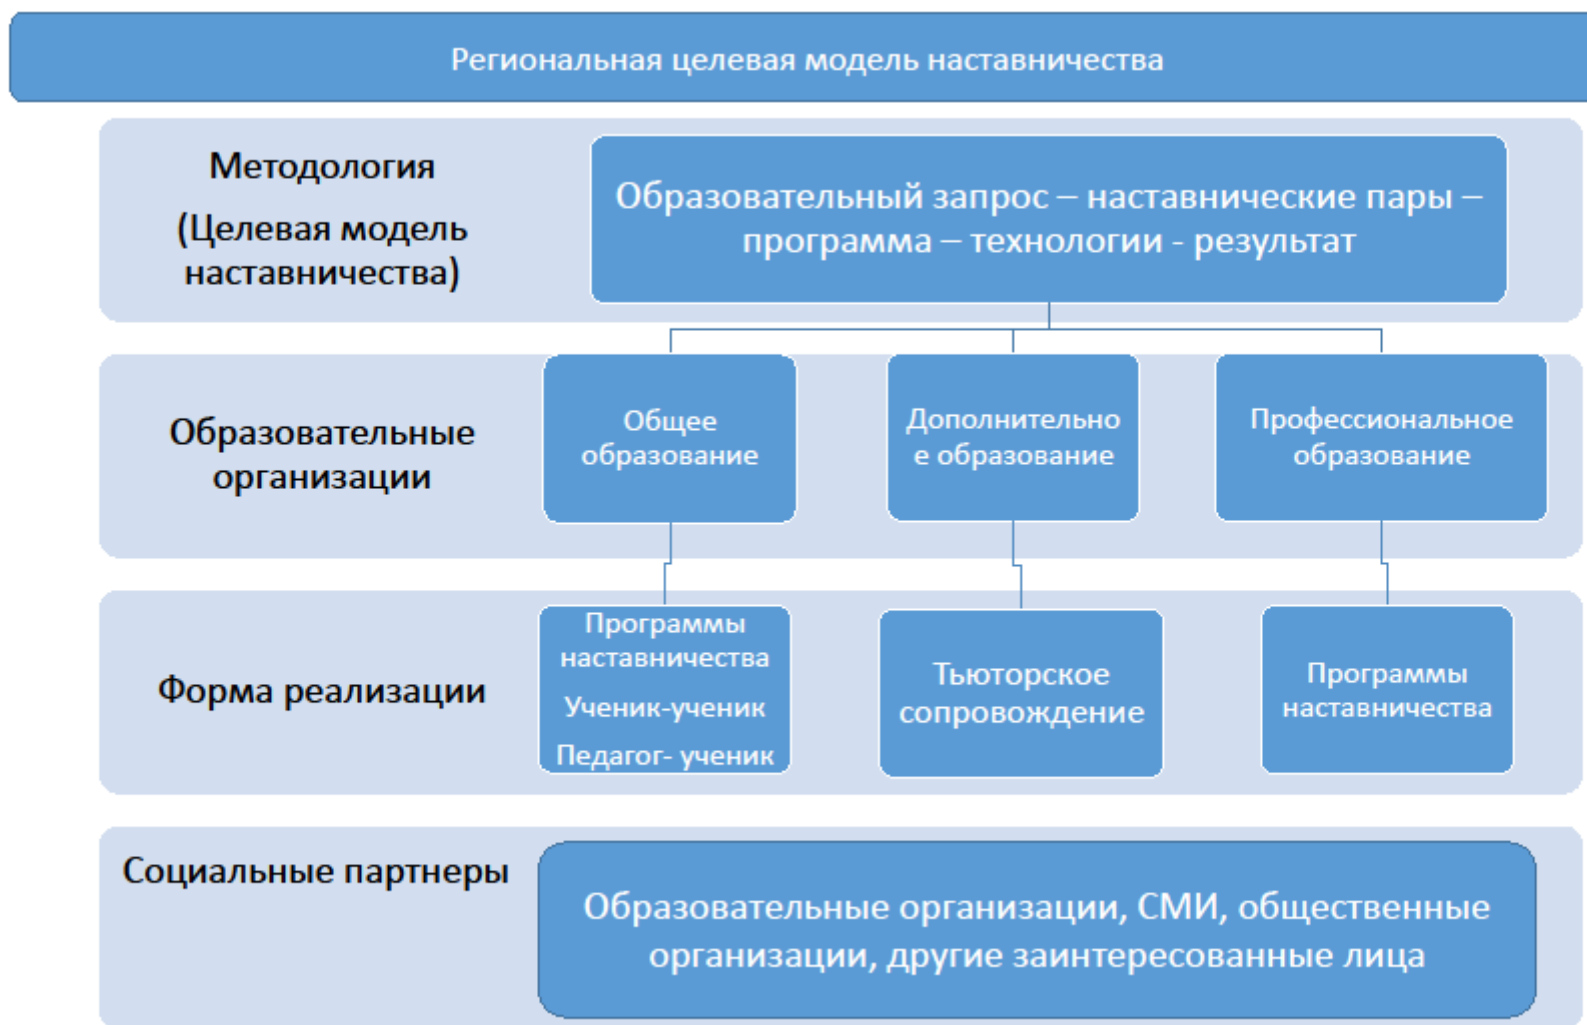 Региональная целевая модель наставничества
Методология
(Целевая модель
наставничества)
Образовательный запрос – наставнические пары –
программа – технологии - результат
Образовательные
организации
Общее
образование
Дополнительно
е образование
Профессиональное
образование
Форма реализации
Программы
наставничества
Ученик-ученик
Педагог- ученик
Тьюторское
сопровождение
Программы
наставничества
Социальные партнеры
Образовательные организации, СМИ, общественные
организации, другие заинтересованные лица